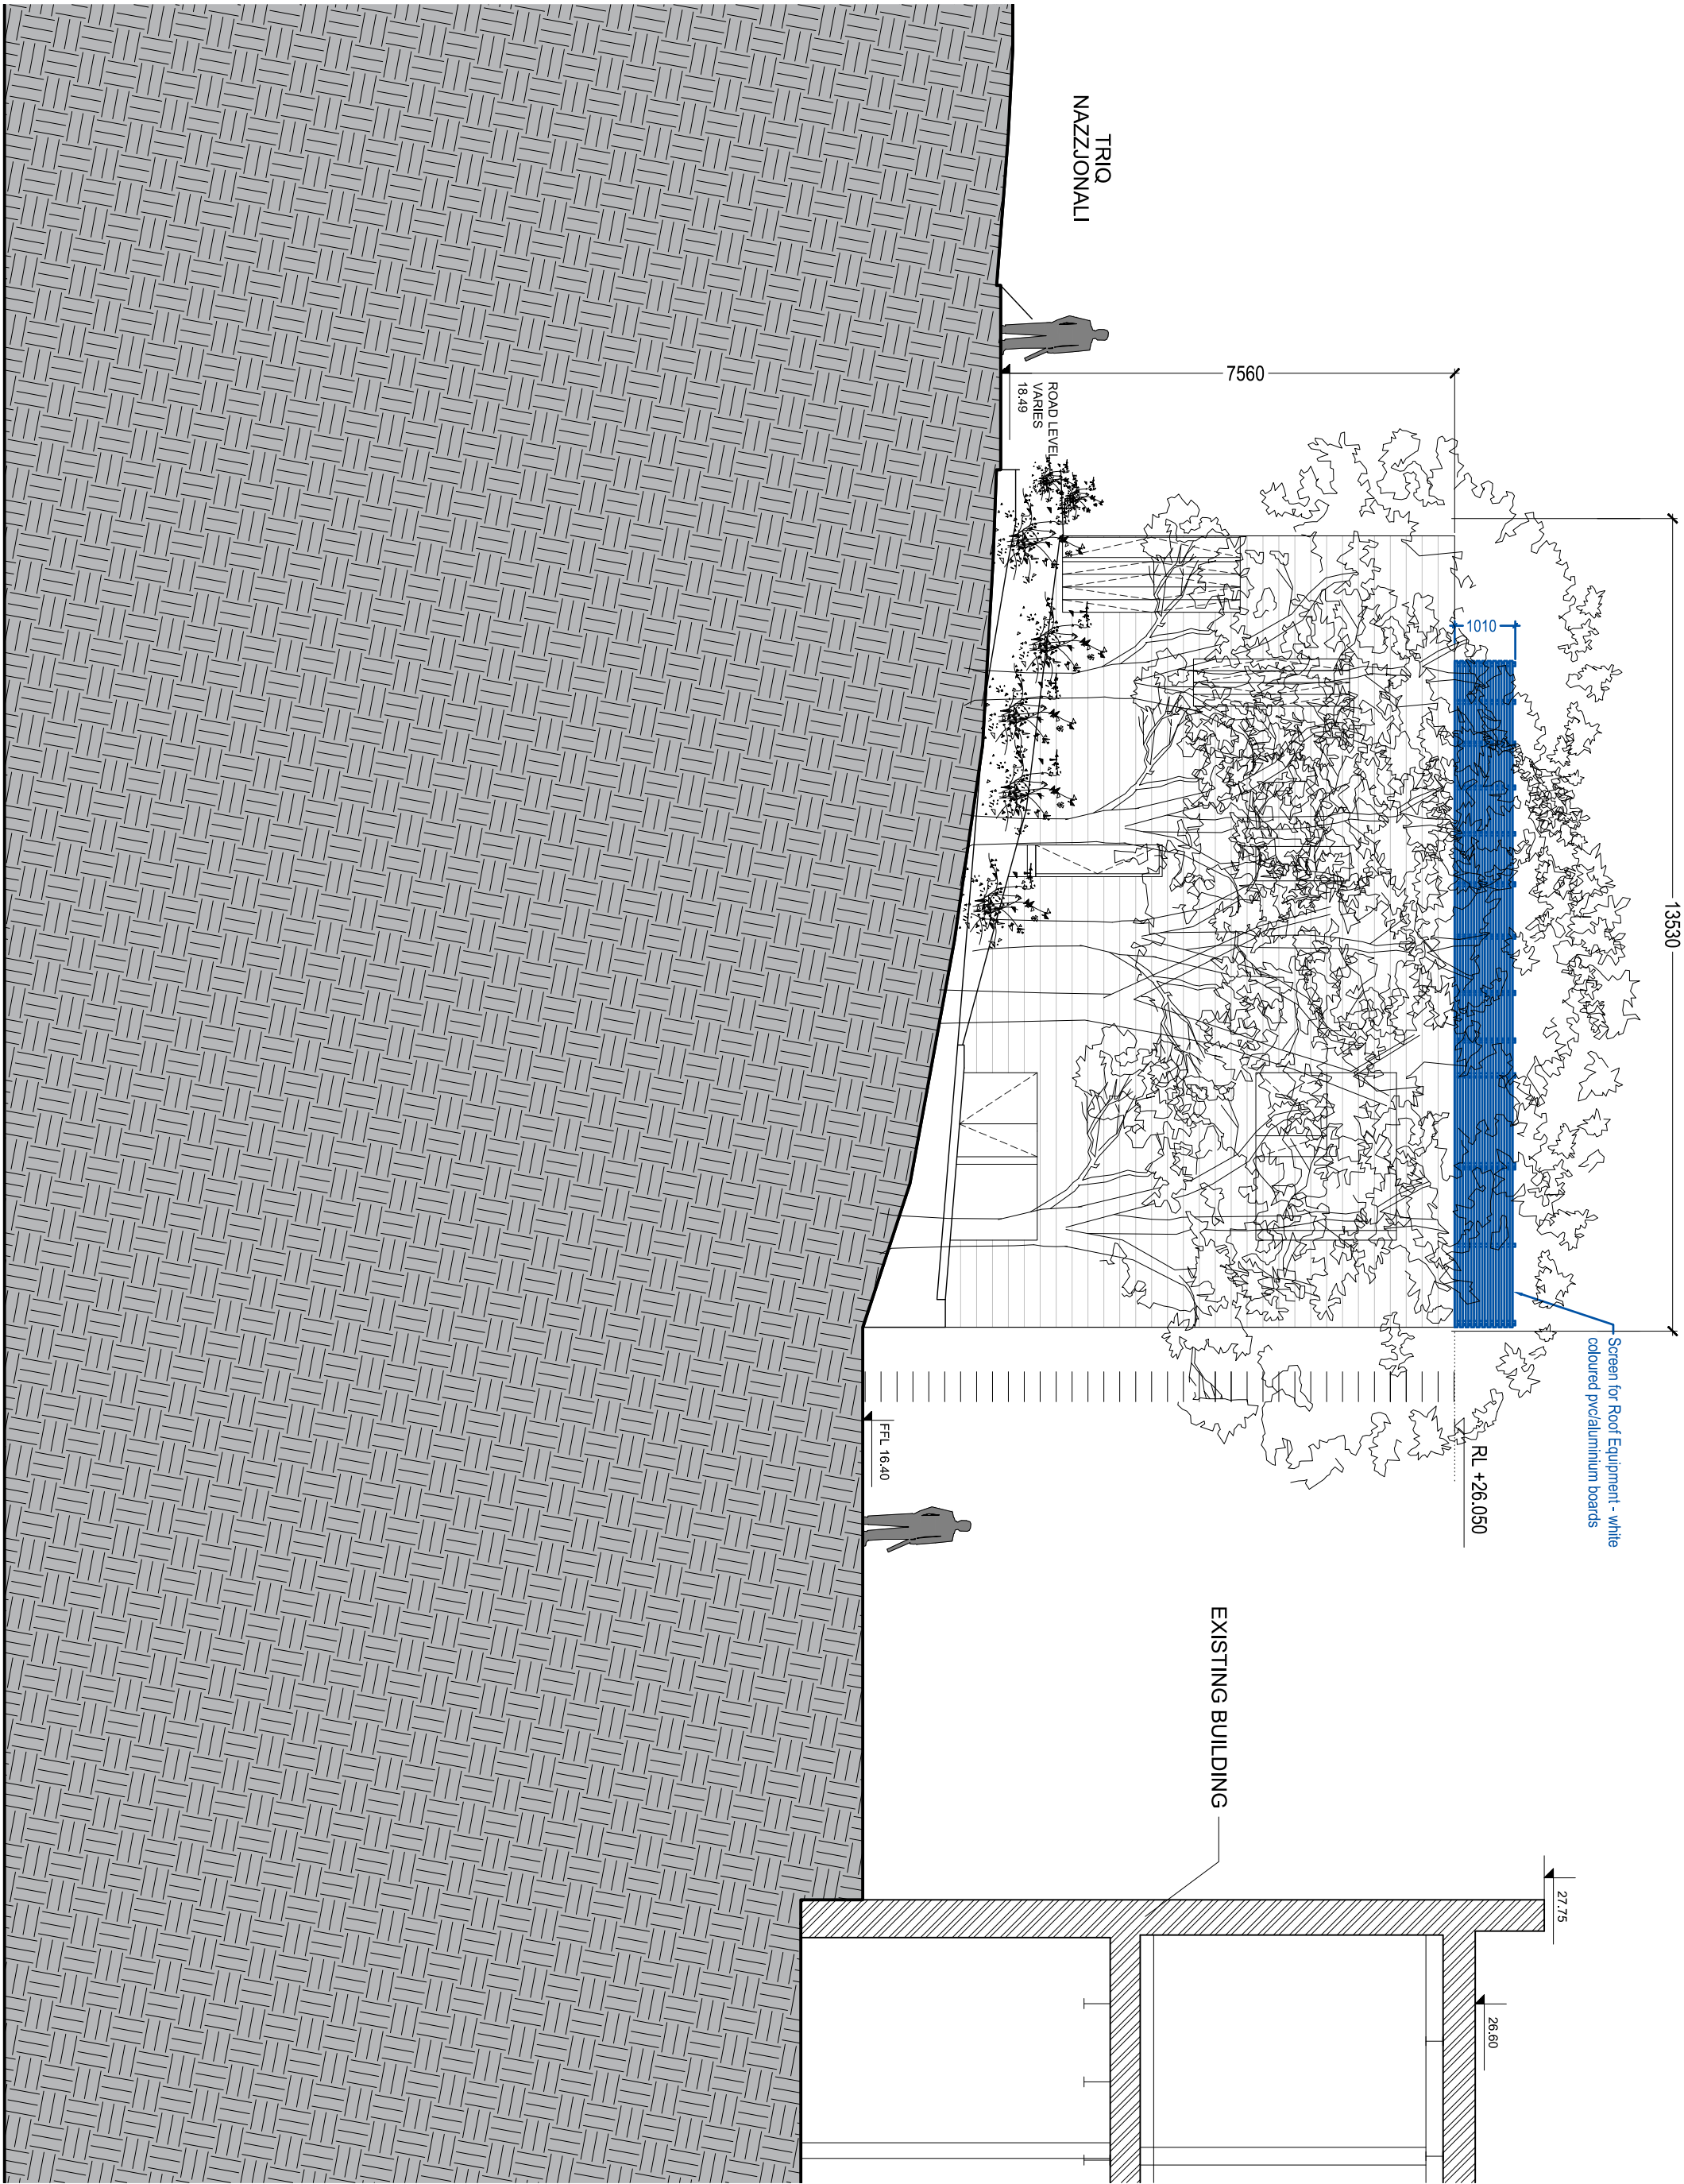 13530
Screen for Roof Equipment - white
coloured pvc/aluminium boards
1010
RL +26.050
27.75
26.60
7560
EXISTING BUILDING
TRIQ
NAZZJONALI
ROAD LEVEL
VARIES
18.49
FFL 16.40